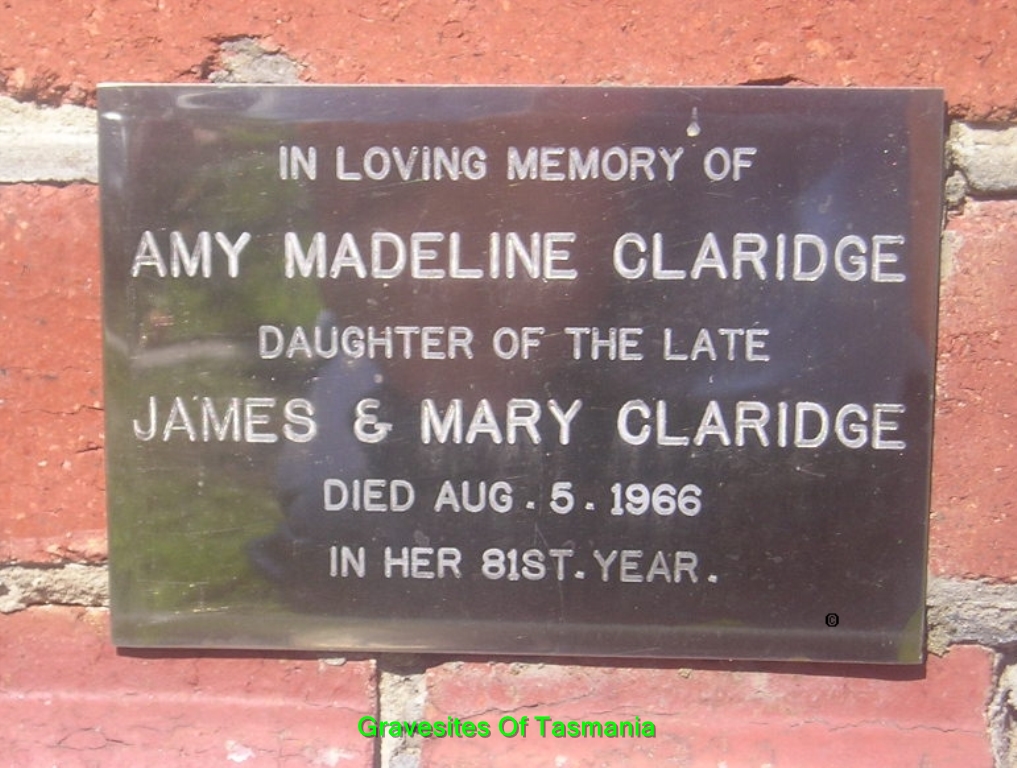 IN LOVING MEMORY OF
AMY MADELINE CLARIDGE
DAUGHTER OF THE LATE
JAMES & MARY CLARIDGE
DIED AUG . 5 . 1966
IN HER 81ST. YEAR .
©
Gravesites Of Tasmania